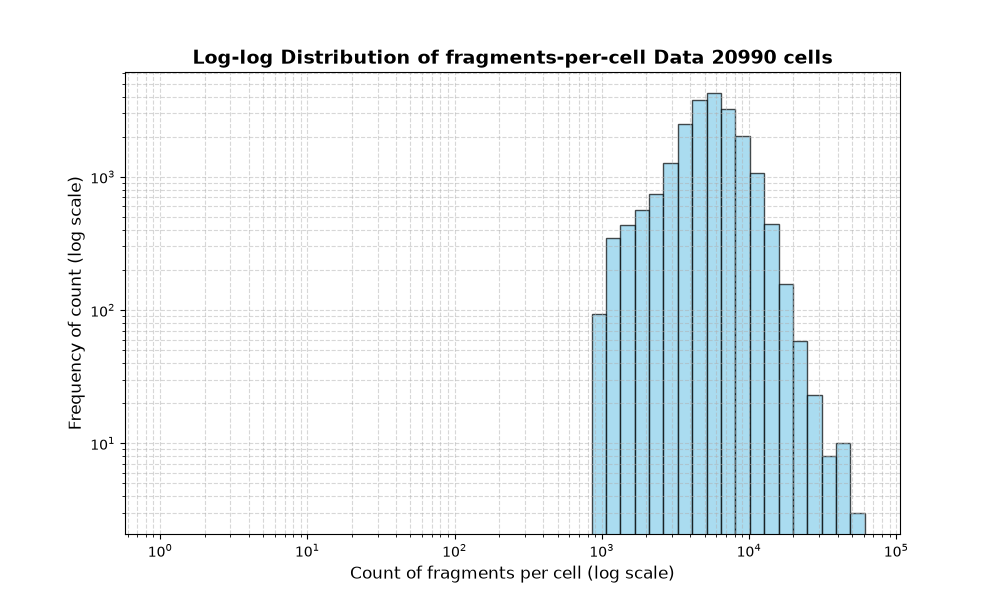 Log-log Distribution of fragments-per-cell Data 20990 cells
Frequency of count (log scale)
10³
10²
10¹
10⁰ 10¹ 10² 10³ 10⁴ 10⁵
Count of fragments per cell (log scale)